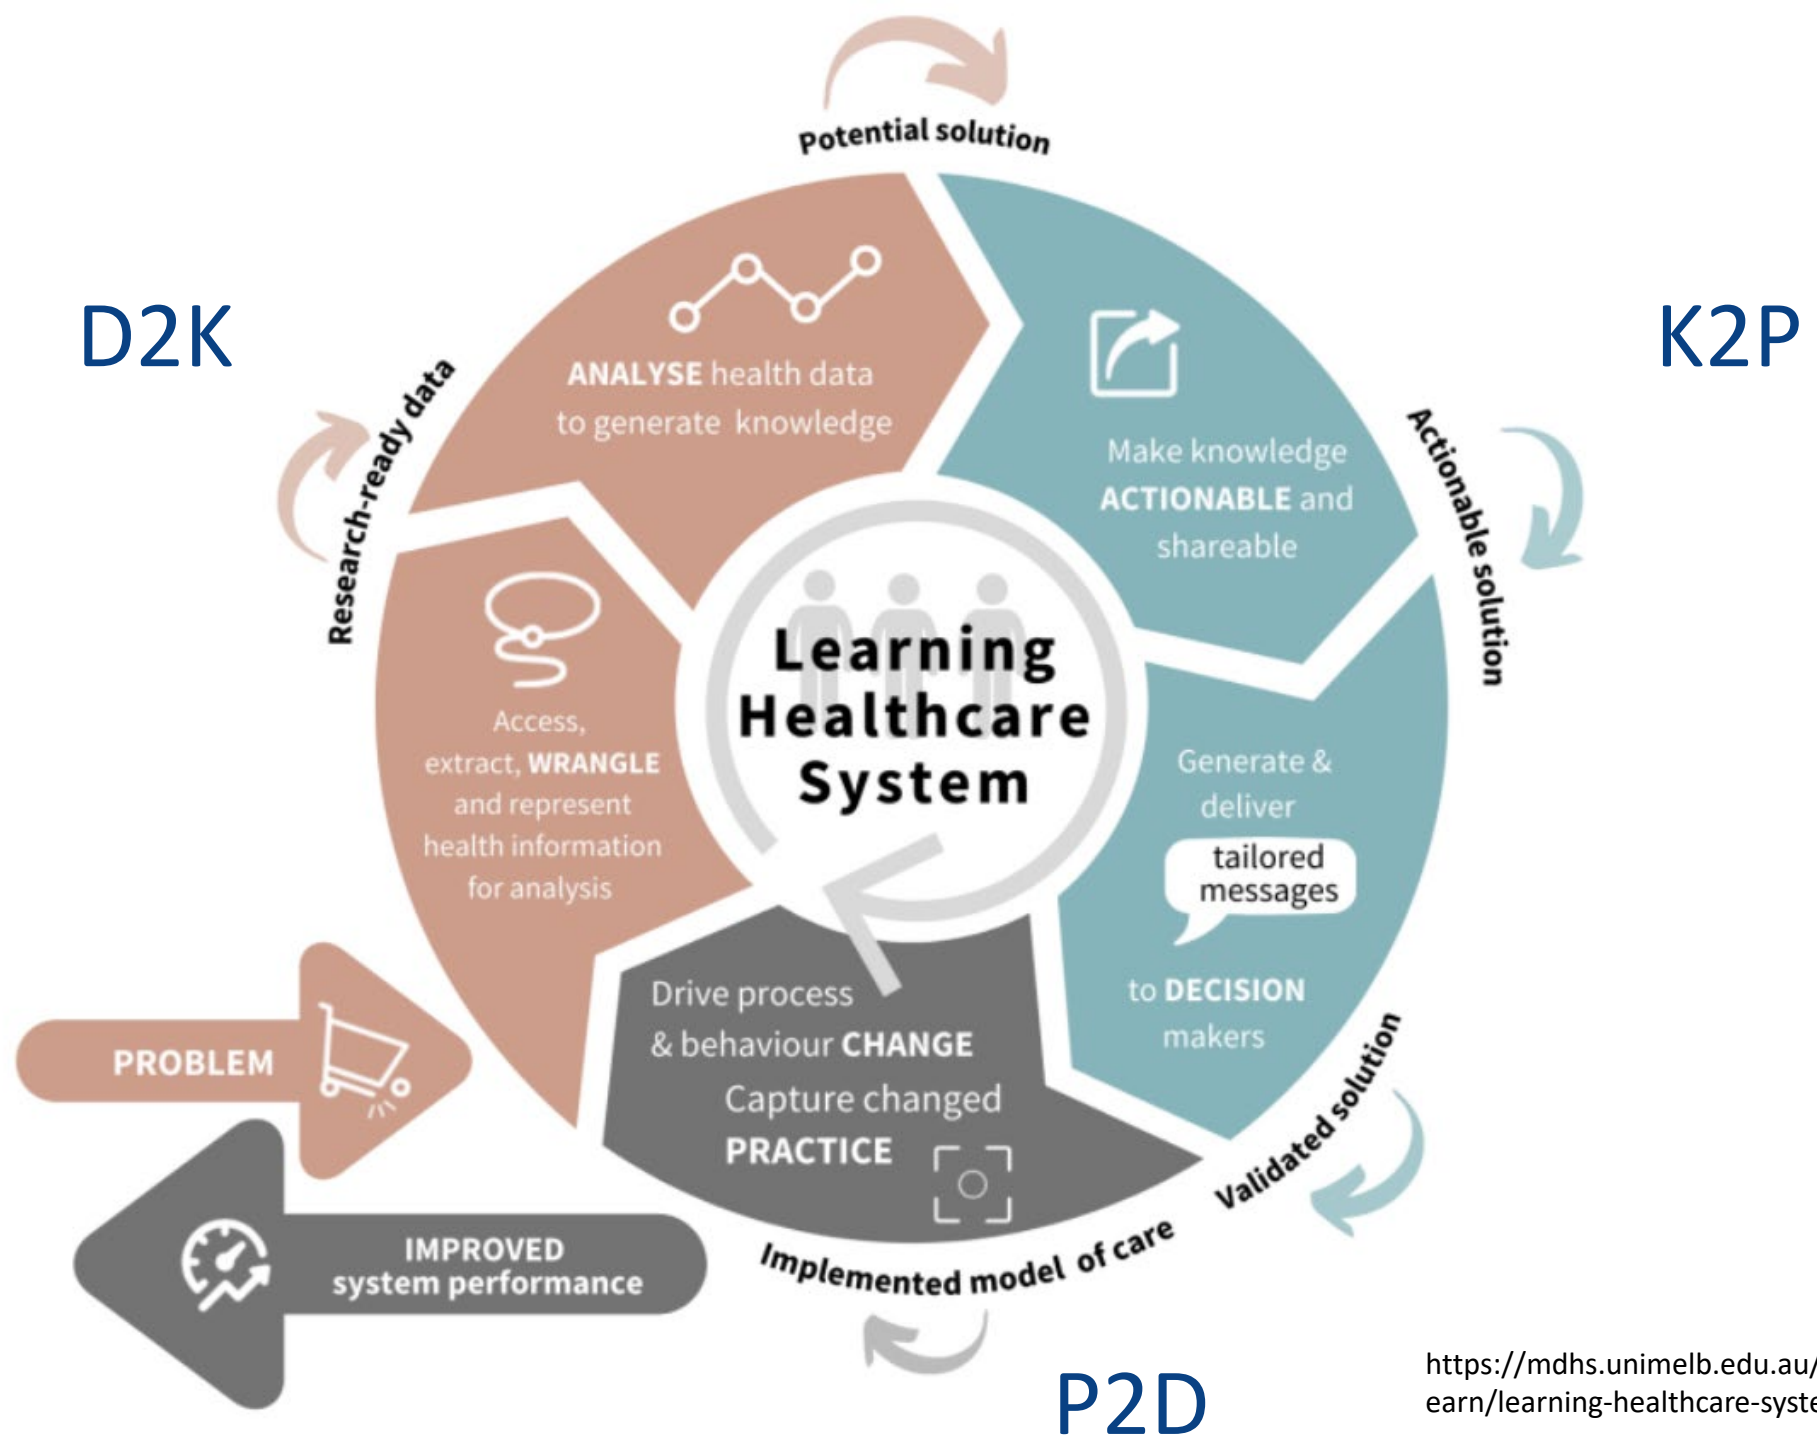 Potential solution
D2K
K2P
Research-ready data
ANALYSE health data
to generate knowledge
Make knowledge
ACTIONABLE and
shareable
Actionable solution
Learning
Healthcare
System
Access,
extract, WRANGLE
and represent
health information
for analysis
Generate &
deliver
tailored
messages
to DECISION
makers
Validated solution
Drive process
& behaviour CHANGE
Capture changed
PRACTICE
Implemented model of care
PROBLEM
IMPROVED
system performance
P2D
https://mdhs.unimelb.edu.au/
earn/learning-healthcare-syste